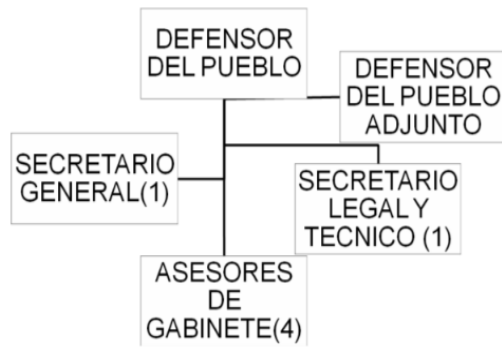 DEFENSOR
DEL PUEBLO
DEFENSOR
DEL PUEBLO
ADJUNTO
SECRETARIO
GENERAL(1)
SECRETARIO
LEGAL Y
TECNICO (1)
ASESORES
DE
GABINETE(4)